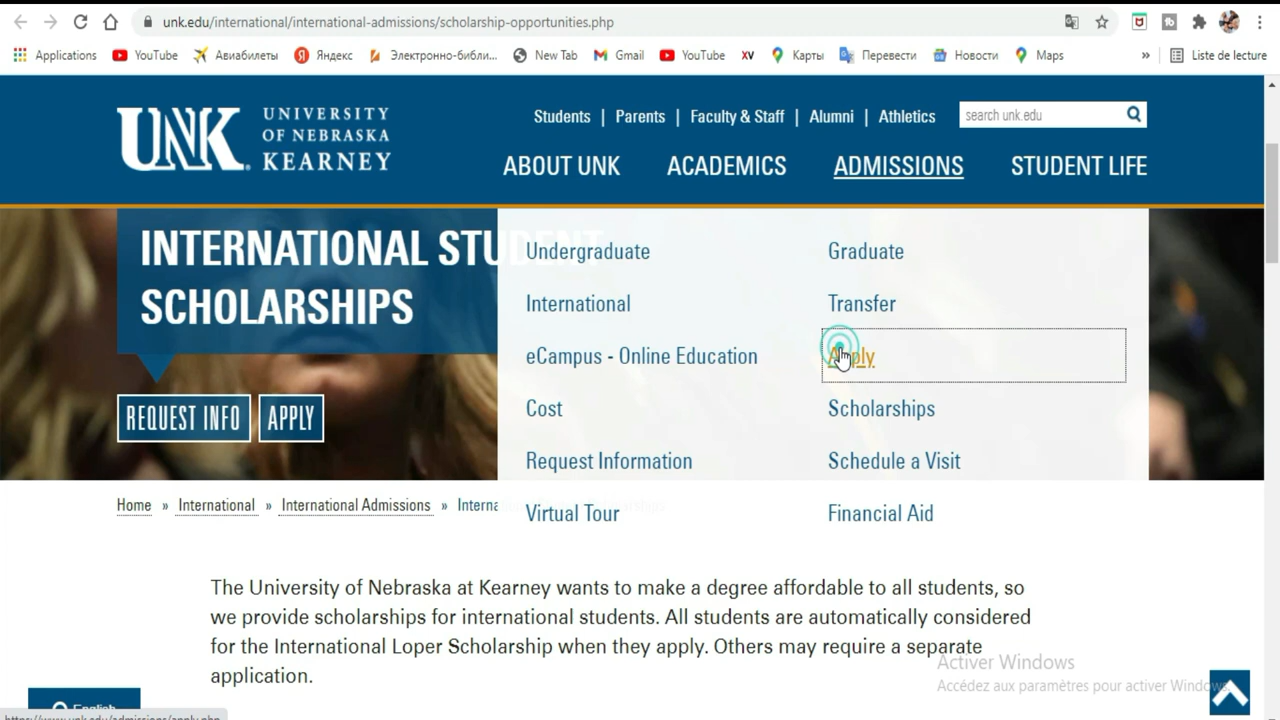 unk.edu/international/international-admissions/scholarship-opportunities.php
Applications YouTube Авиабилеты Яндекс Электронно-библи... New Tab Gmail YouTube XV Карты Перевести Новости Maps » Liste de lecture
UNK UNIVERSITY OF NEBRASKA KEARNEY
Students | Parents | Faculty & Staff | Alumni | Athletics
search unk.edu
ABOUT UNK ACADEMICS ADMISSIONS STUDENT LIFE
INTERNATIONAL STUDENT
SCHOLARSHIPS
REQUEST INFO APPLY
Undergraduate Graduate
International Transfer
eCampus - Online Education Apply
Cost Scholarships
Request Information Schedule a Visit
Virtual Tour Financial Aid
Home » International » International Admissions » Interna
The University of Nebraska at Kearney wants to make a degree affordable to all students, so
we provide scholarships for international students. All students are automatically considered
for the International Loper Scholarship when they apply. Others may require a separate
application.
Activer Windows
Accédez aux paramètres pour activer Windows.
English
https://www.unk.edu/admissions/apply.php